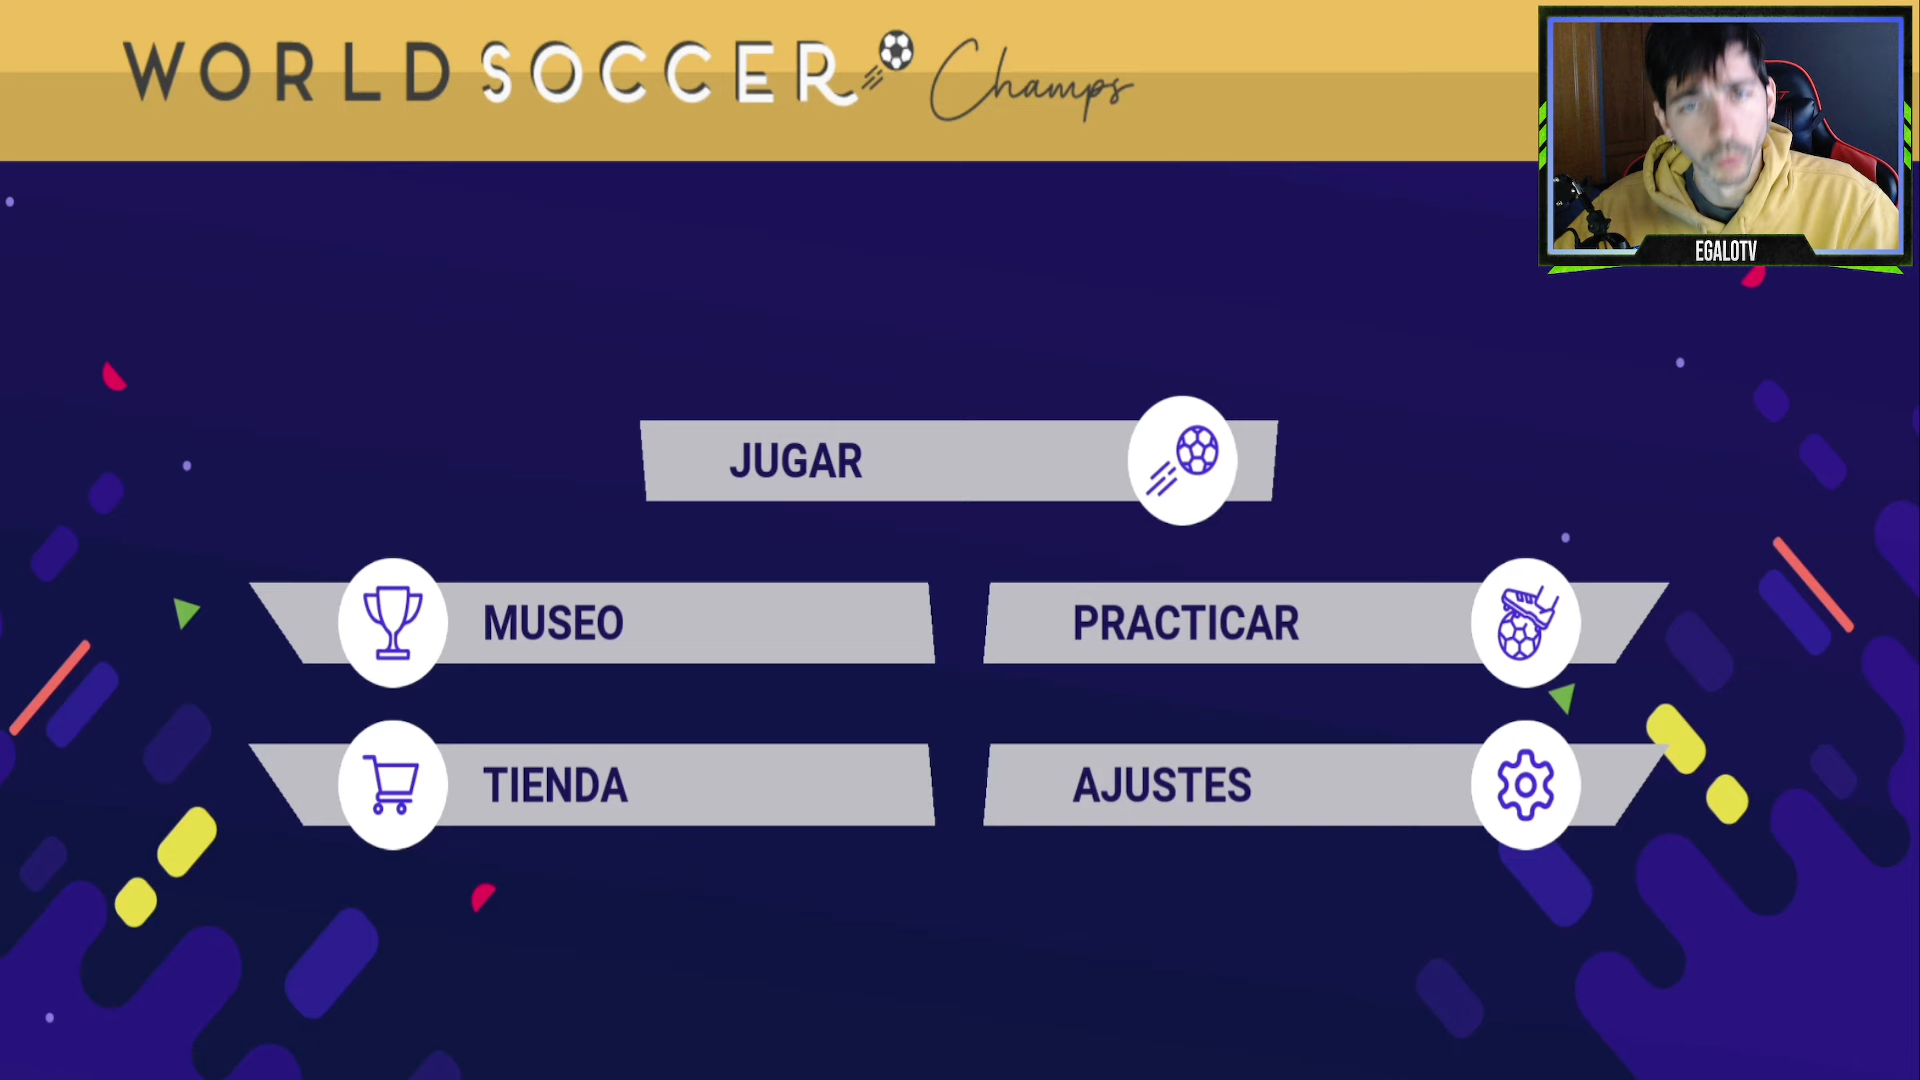 WORLD SOCCER Champs
EGALOTV
JUGAR
MUSEO
PRACTICAR
TIENDA
AJUSTES